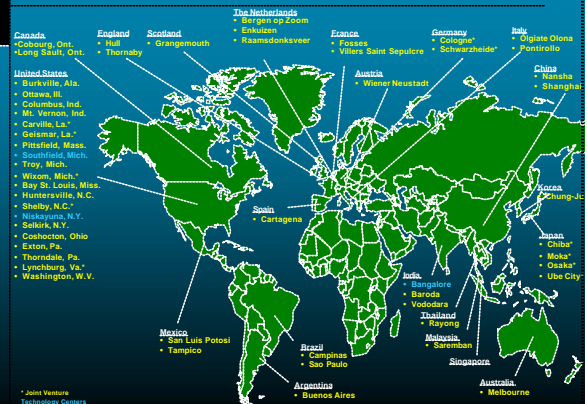 Canada
•Cobourg, Ont.
•Long Sault, Ont.
England
• Hull
• Thornaby
Scotland
• Grangemouth
The Netherlands
• Bergen op Zoom
• Enkuizen
• Raamsdonksveer
France
• Fosses
• Villers Saint Sepulcre
Germany
• Cologne*
• Schwarzheide*
Italy
• Olgiate Olona
• Pontirollo
Austria
• Wiener Neustadt
China
• Nansha
• Shanghai
United States
• Burkville, Ala.
• Ottawa, Ill.
• Columbus, Ind.
• Mt. Vernon, Ind.
• Carville, La.*
• Geismar, La.*
• Pittsfield, Mass.
• Southfield, Mich.
• Troy, Mich.
• Wixom, Mich.*
• Bay St. Louis, Miss.
• Huntersville, N.C.
• Shelby, N.C.*
• Niskayuna, N.Y.
• Selkirk, N.Y.
• Coshocton, Ohio
• Exton, Pa.
• Thorndale, Pa.
• Lynchburg, Va.*
• Washington, W.V.
Spain
• Cartagena
Korea
Chung-Ju
Japan
• Chiba*
• Moka*
• Osaka*
• Ube City
India
• Bangalore
• Baroda
• Vododara
Thailand
• Rayong
Malaysia
• Saremban
Singapore
Mexico
• San Luis Potosi
• Tampico
Brazil
• Campinas
• Sao Paulo
Argentina
• Buenos Aires
Australia
• Melbourne
* Joint Venture
Technology Centers